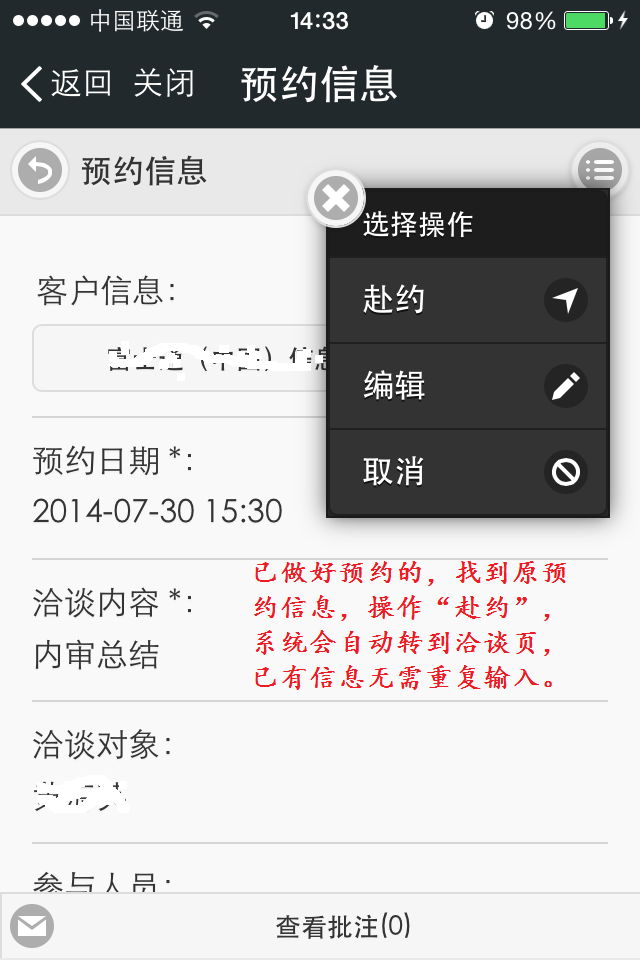 中国联通 14:33 98%
返回 关闭 预约信息
预约信息
选择操作
赴约
编辑
取消
客户信息:
预约日期 *:
2014-07-30 15:30
洽谈内容 *:
内审总结
已做好预约的，找到原预
约信息，操作“赴约”，
系统会自动转到洽谈页，
已有信息无需重复输入。
洽谈对象:
参与人员:
查看批注(0)